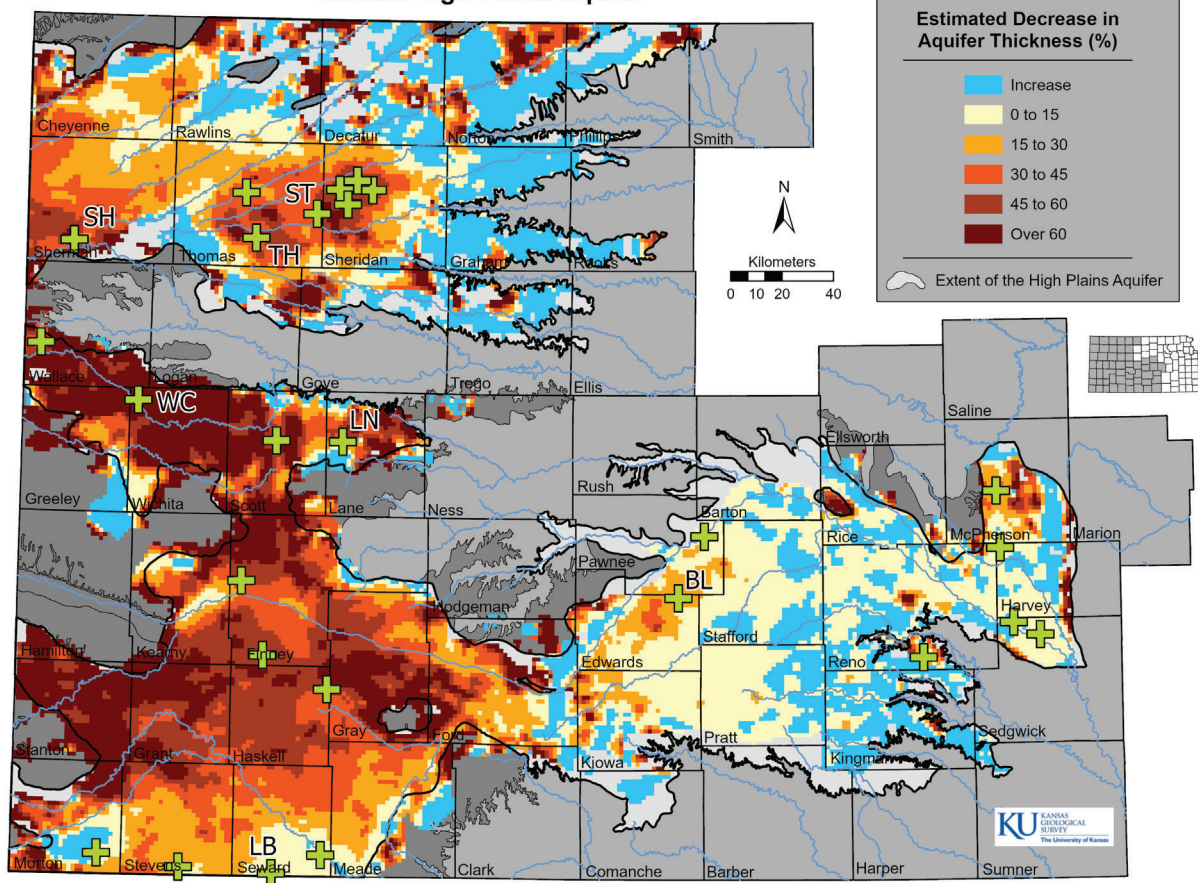 Estimated Decrease in
Aquifer Thickness (%)
Increase
0 to 15
15 to 30
30 to 45
45 to 60
Over 60
Extent of the High Plains Aquifer
N
Kilometers
0 10 20 40
Cheyenne
Rawlins
Decatur
Norton
Phillip
Smith
SH
ST
TH
Sherman
Thomas
Sheridan
Graham
Rooks
Wallace
Logan
Gove
Trego
Ellis
WC
LN
Greeley
Wichita
Scott
Lane
Ness
Rush
Barton
Ellsworth
Saline
Rice
McPherson
Marion
Pawnee
Hodgeman
BL
Stafford
Harvey
Hamilton
Kearny
Finney
Edwards
Reno
Stanton
Grant
Haskell
Gray
Ford
Kiowa
Pratt
Kingman
Sedgwick
Morton
Stevens
LB
Seward
Meade
Clark
Comanche
Barber
Harper
Sumner
KU KANSAS
GEOLOGICAL
SURVEY
The University of Kansas